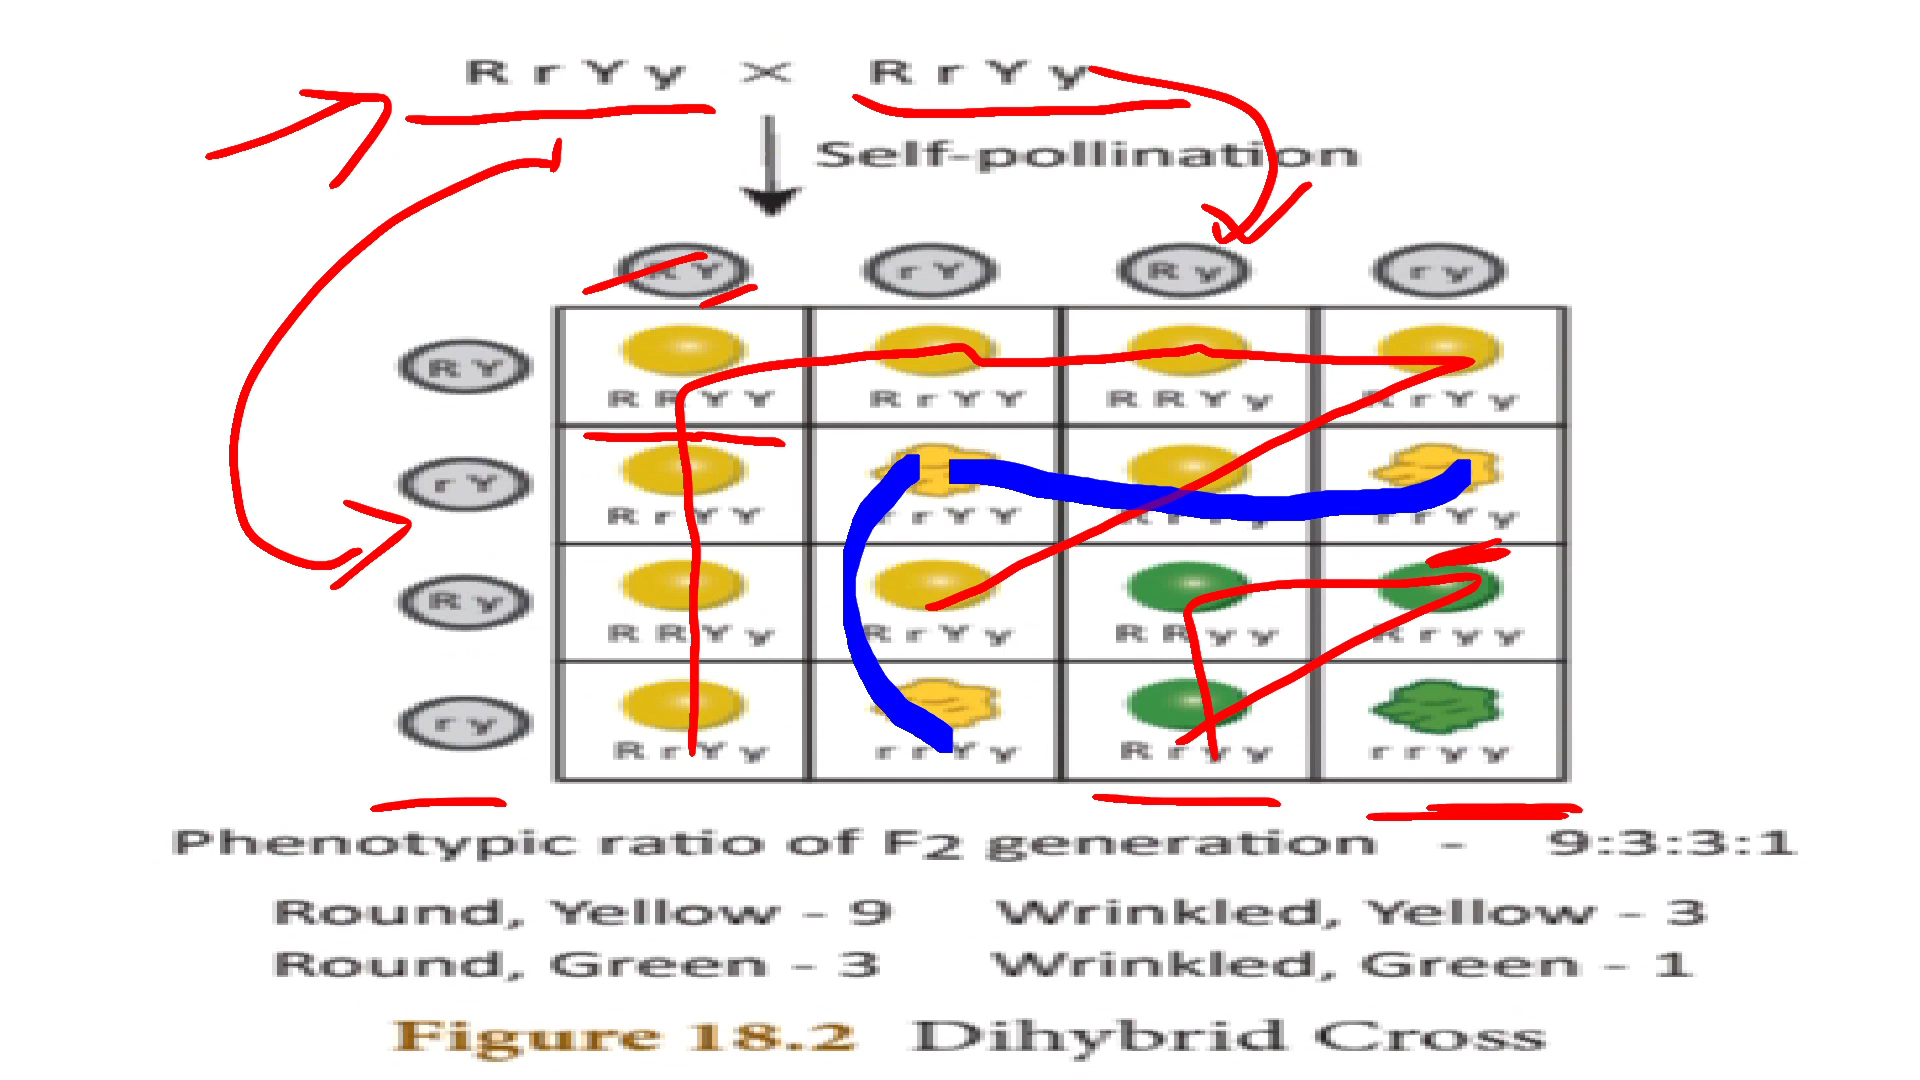 R r Y y × R r Y y
Self-pollination
R Y r Y R y r y
R Y
R R Y Y R r Y Y R R Y y R r Y y
r Y
R r Y Y r r Y Y R r Y y r r Y y
R y
R R Y y R r Y y R R y y R r y y
r y
R r Y y r r Y y R r y y r r y y
Phenotypic ratio of F2 generation - 9:3:3:1
Round, Yellow - 9 Wrinkled, Yellow - 3
Round, Green - 3 Wrinkled, Green - 1
Figure 18.2 Dihybrid Cross